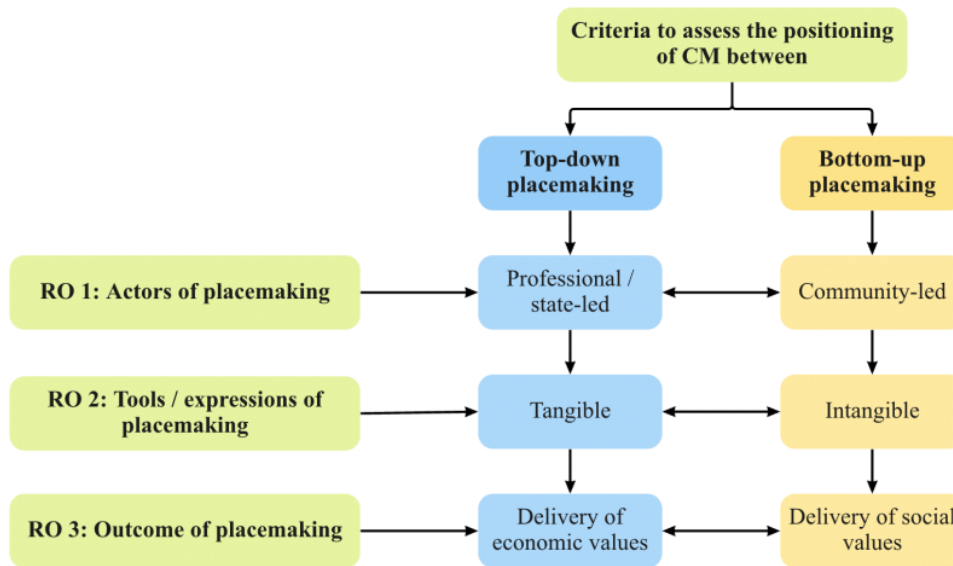 Criteria to assess the positioning
of CM between
Top-down
placemaking
Bottom-up
placemaking
RO 1: Actors of placemaking
Professional /
state-led
Community-led
RO 2: Tools / expressions of
placemaking
Tangible
Intangible
RO 3: Outcome of placemaking
Delivery of
economic values
Delivery of social
values